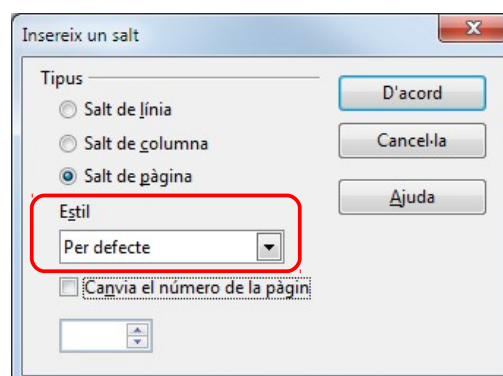 Insereix un salt
Tipus
Salt de línia
Salt de columna
Salt de pàgina
Estil
Per defecte
Canvia el número de la pàgin
D'acord
Cancel·la
Ajuda